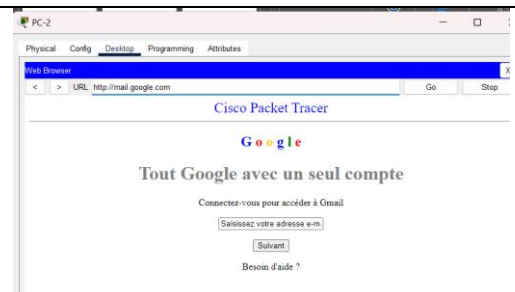 PC-2
Physical Config Desktop Programming Attributes
Web Browser X
< > URL http://mail.google.com Go Stop
Cisco Packet Tracer
Google
Tout Google avec un seul compte
Connectez-vous pour accéder à Gmail
Saisissez votre adresse e-m
Suivant
Besoin d'aide ?